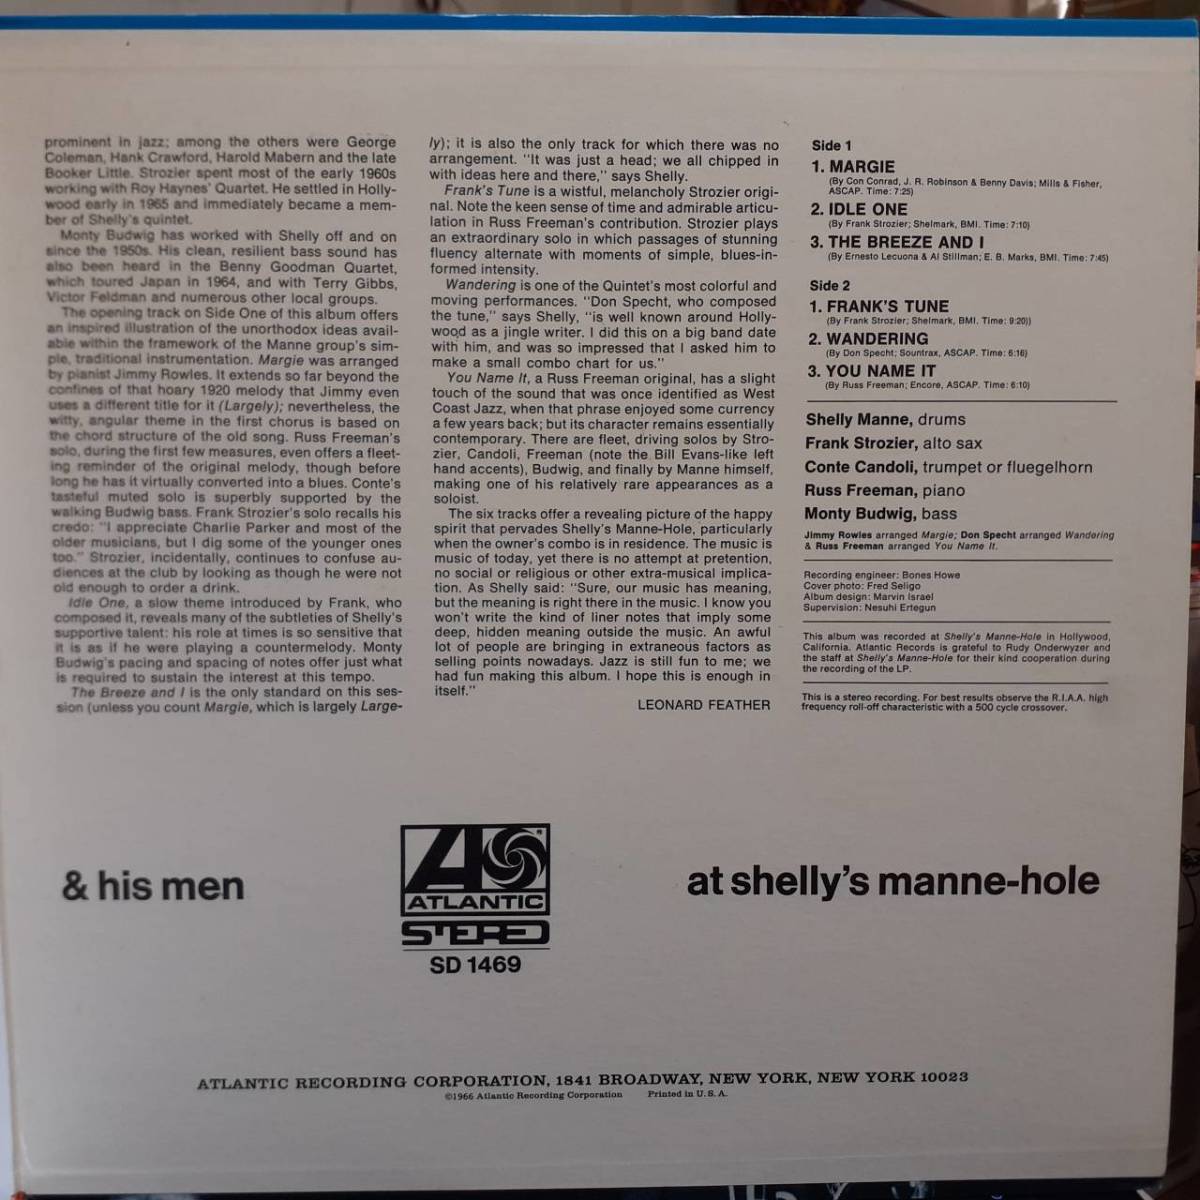 prominent in jazz; among the others were George
Coleman, Hank Crawford, Harold Mabern and the late
Booker Little. Strozier spent most of the early 1960s
working with Roy Haynes' Quartet. He settled in Holly-
wood early in 1965 and immediately became a mem-
ber of Shelly's quintet.
Monty Budwig has worked with Shelly off and on
since the 1950s. His clean, resilient bass sound has
also been heard in the Benny Goodman Quartet,
which toured Japan in 1964, and with Terry Gibbs,
Victor Feldman and numerous other local groups.
The opening track on Side One of this album offers
an inspired illustration of the unorthodox ideas avail-
able within the framework of the Manne group's sim-
ple, traditional instrumentation. Margie was arranged
by pianist Jimmy Rowles. It extends so far beyond the
confines of that hoary 1920 melody that Jimmy even
uses a different title for it (Largely); nevertheless, the
witty, angular theme in the first chorus is based on
the chord structure of the old song. Russ Freeman's
solo, during the first few measures, even offers a fleet-
ing reminder of the original melody, though before
long he has it virtually converted into a blues. Conte's
tasteful muted solo is superbly supported by the
walking Budwig bass. Frank Strozier's solo recalls his
credo: "I appreciate Charlie Parker and most of the
older musicians, but I dig some of the younger ones
too." Strozier, incidentally, continues to confuse au-
diences at the club by looking as though he were not
old enough to order a drink.
Idle One, a slow theme introduced by Frank, who
composed it, reveals many of the subtleties of Shelly's
supportive talent: his role at times is so sensitive that
it is as if he were playing a countermelody. Monty
Budwig's pacing and spacing of notes offer just what
is required to sustain the interest at this tempo.
The Breeze and I is the only standard on this ses-
sion (unless you count Margie, which is largely Large-
ly); it is also the only track for which there was no
arrangement. "It was just a head; we all chipped in
with ideas here and there," says Shelly.
Frank's Tune is a wistful, melancholy Strozier origi-
nal. Note the keen sense of time and admirable articu-
lation in Russ Freeman's contribution. Strozier plays
an extraordinary solo in which passages of stunning
fluency alternate with moments of simple, blues-in-
formed intensity.
Wandering is one of the Quintet's most colorful and
moving performances. "Don Specht, who composed
the tune," says Shelly, "is well known around Holly-
wood as a jingle writer. I did this on a big band date
with him, and was so impressed that I asked him to
make a small combo chart for us."
You Name It, a Russ Freeman original, has a slight
touch of the sound that was once identified as West
Coast Jazz, when that phrase enjoyed some currency
a few years back; but its character remains essentially
contemporary. There are fleet, driving solos by Stro-
zier, Candoli, Freeman (note the Bill Evans-like left
hand accents), Budwig, and finally by Manne himself,
making one of his relatively rare appearances as a
soloist.
The six tracks offer a revealing picture of the happy
spirit that pervades Shelly's Manne-Hole, particularly
when the owner's combo is in residence. The music is
music of today, yet there is no attempt at pretention,
no social or religious or other extra-musical implica-
tion. As Shelly said: "Sure, our music has meaning,
but the meaning is right there in the music. I know you
won't write the kind of liner notes that imply some
deep, hidden meaning outside the music. An awful
lot of people are bringing in extraneous factors as
selling points nowadays. Jazz is still fun to me; we
had fun making this album. I hope this is enough in
itself."
LEONARD FEATHER
Side 1
1. MARGIE
(By Con Conrad, J. R. Robinson & Benny Davis; Mills & Fisher,
ASCAP. Time: 7:25)
2. IDLE ONE
(By Frank Strozier; Shelmark, BMI. Time: 7:10)
3. THE BREEZE AND I
(By Ernesto Lecuona & Al Stillman; E. B. Marks, BMI. Time: 7:45)
Side 2
1. FRANK'S TUNE
(By Frank Strozier; Shelmark, BMI. Time: 9:20))
2. WANDERING
(By Don Specht; Sountrax, ASCAP. Time: 6:16)
3. YOU NAME IT
(By Russ Freeman; Encore, ASCAP. Time: 6:10)
Shelly Manne, drums
Frank Strozier, alto sax
Conte Candoli, trumpet or fluegelhorn
Russ Freeman, piano
Monty Budwig, bass
Jimmy Rowles arranged Margie; Don Specht arranged Wandering
& Russ Freeman arranged You Name It.
Recording engineer: Bones Howe
Cover photo: Fred Seligo
Album design: Marvin Israel
Supervision: Nesuhi Ertegun
This album was recorded at Shelly's Manne-Hole in Hollywood,
California. Atlantic Records is grateful to Rudy Onderwyzer and
the staff at Shelly's Manne-Hole for their kind cooperation during
the recording of the LP.
This is a stereo recording. For best results observe the R.I.A.A. high
frequency roll-off characteristic with a 500 cycle crossover.
& his men
A
®
ATLANTIC
STEREO
SD 1469
at shelly's manne-hole
ATLANTIC RECORDING CORPORATION, 1841 BROADWAY, NEW YORK, NEW YORK 10023
©1966 Atlantic Recording Corporation Printed in U.S.A.